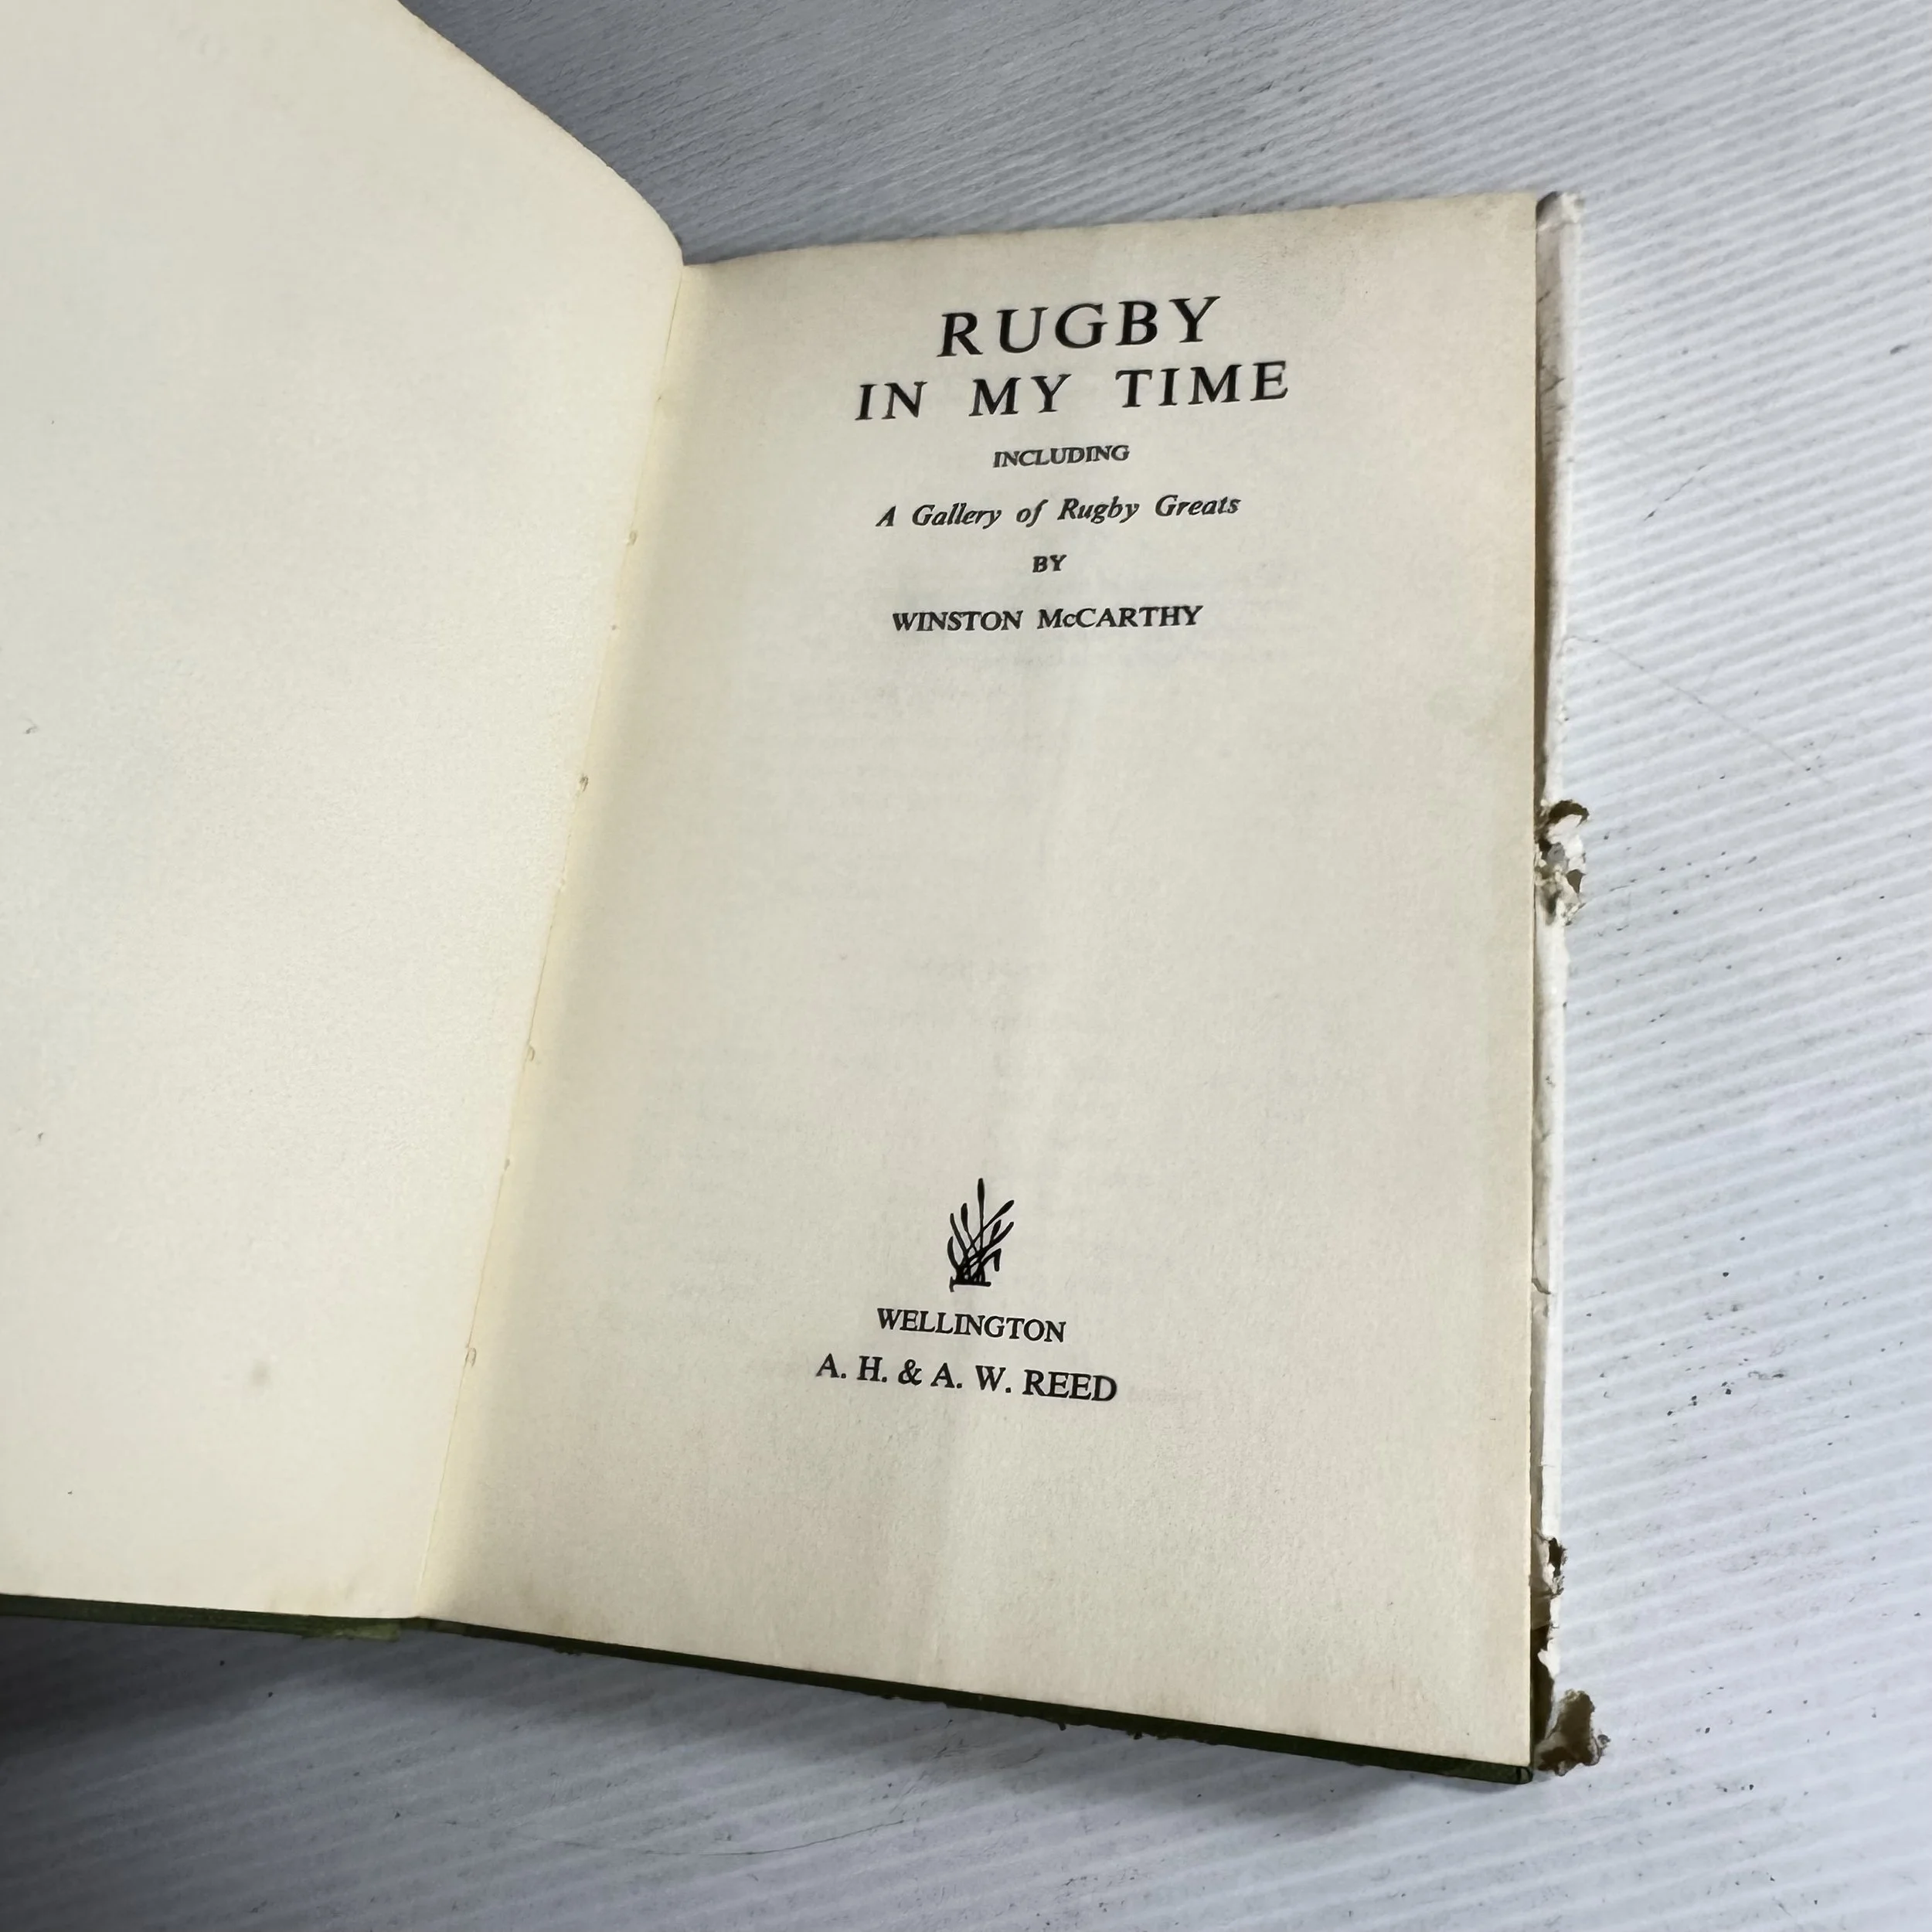 RUGBY
IN MY TIME
INCLUDING
A Gallery of Rugby Greats
BY
WINSTON McCARTHY
WELLINGTON
A. H. & A. W. REED